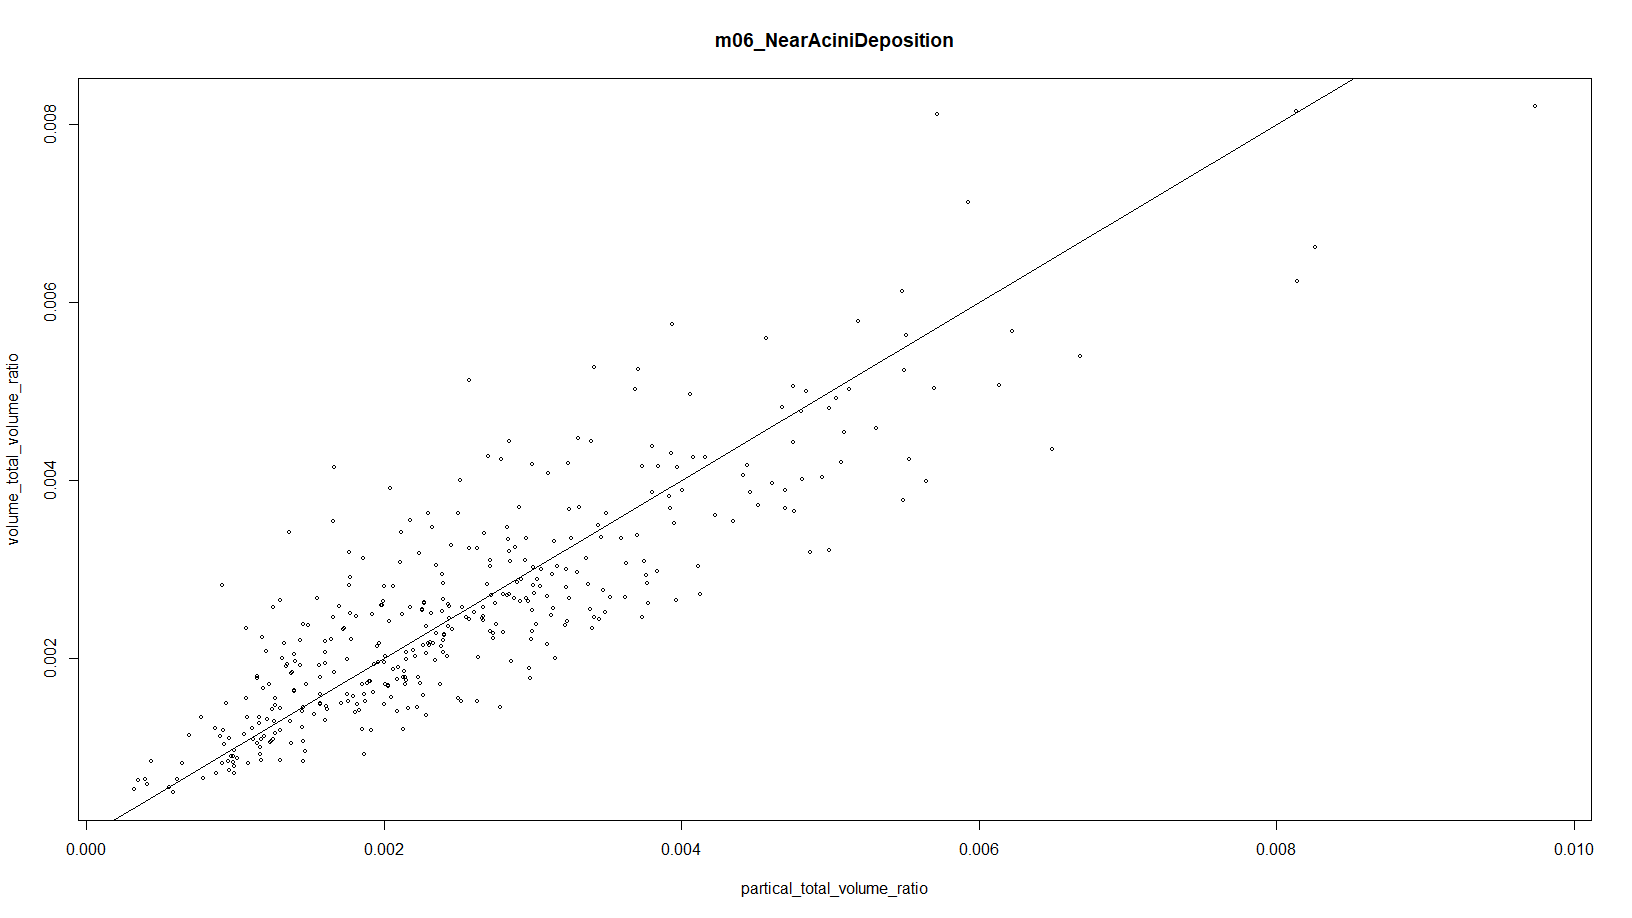 m06_NearAciniDeposition
0.008
0.006
0.004
0.002
volume_total_volume_ratio
0.000 0.002 0.004 0.006 0.008 0.010
partical_total_volume_ratio